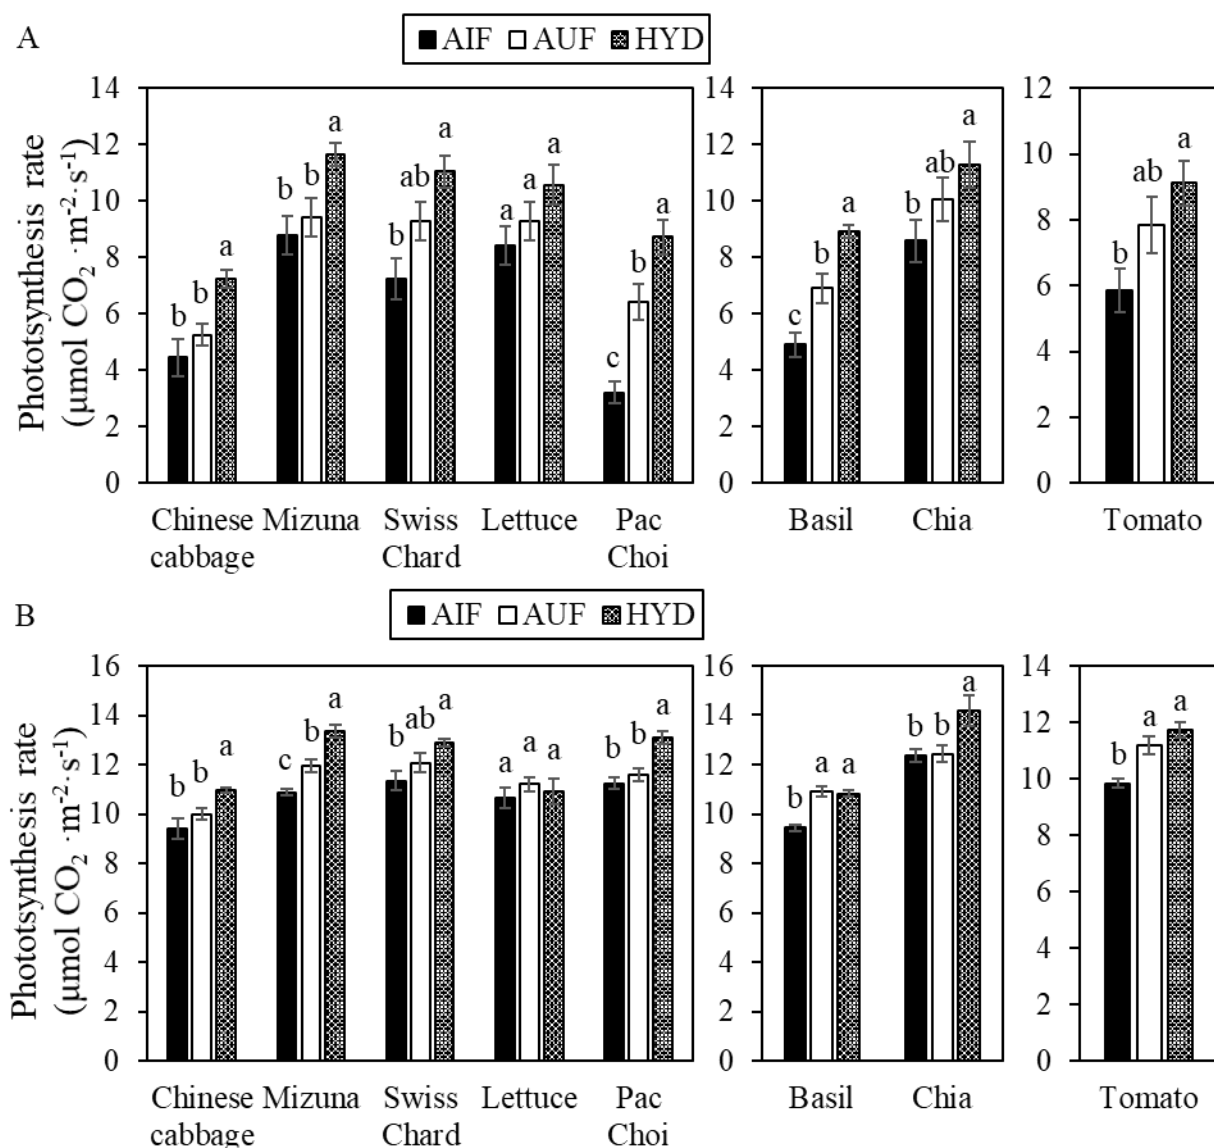 A
AIF AUF HYD
Phototsynthesis rate
(µmol CO₂ ·m⁻²·s⁻¹)
14
12
10
8
6
4
2
0
b b a
b b a
b ab a
a a a
c b a
Chinese cabbage
Mizuna
Swiss Chard
Lettuce
Pac Choi
14
12
10
8
6
4
2
0
c b a
b ab a
Basil
Chia
12
10
8
6
4
2
0
b ab a
Tomato
B
AIF AUF HYD
Phototsynthesis rate
(µmol CO₂ ·m⁻²·s⁻¹)
16
14
12
10
8
6
4
2
0
b b a
c b a
b ab a
a a a
b b a
Chinese cabbage
Mizuna
Swiss Chard
Lettuce
Pac Choi
16
14
12
10
8
6
4
2
0
b a a
b b a
Basil
Chia
14
12
10
8
6
4
2
0
b a a
Tomato